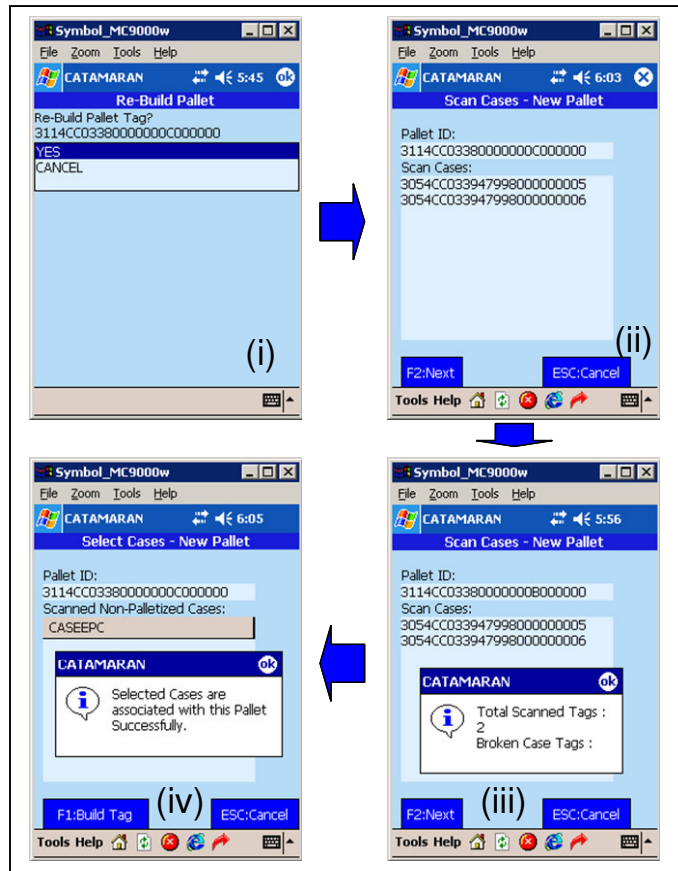 Symbol_MC9000w
File Zoom Tools Help
CATAMARAN 5:45 ok
Re-Build Pallet
Re-Build Pallet Tag?
3114CC03380000000C000000
YES
CANCEL
(i)
Symbol_MC9000w
File Zoom Tools Help
CATAMARAN 6:03
Scan Cases - New Pallet
Pallet ID:
3114CC03380000000C000000
Scan Cases:
3054CC033947998000000005
3054CC033947998000000006
(ii)
F2:Next ESC:Cancel
Tools Help
Symbol_MC9000w
File Zoom Tools Help
CATAMARAN 5:56
Scan Cases - New Pallet
Pallet ID:
3114CC03380000000B000000
Scan Cases:
3054CC033947998000000005
3054CC033947998000000006
CATAMARAN ok
Total Scanned Tags :
2
Broken Case Tags :
F2:Next (iii) ESC:Cancel
Tools Help
Symbol_MC9000w
File Zoom Tools Help
CATAMARAN 6:05
Select Cases - New Pallet
Pallet ID:
3114CC03380000000C000000
Scanned Non-Palletized Cases:
CASEEPC
CATAMARAN ok
Selected Cases are
associated with this Pallet
Successfully.
F1:Build Tag (iv) ESC:Cancel
Tools Help